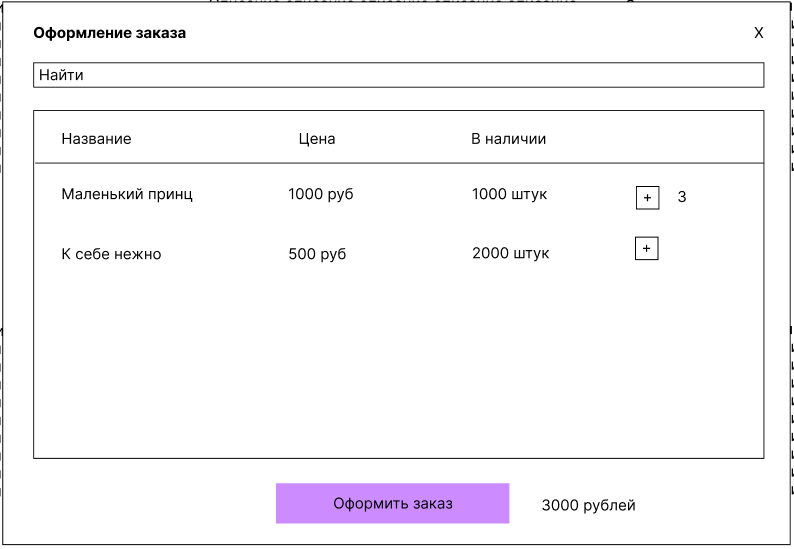 Оформление заказа X
Найти
Название Цена В наличии
Маленький принц 1000 руб 1000 штук + 3
К себе нежно 500 руб 2000 штук +
Оформить заказ 3000 рублей